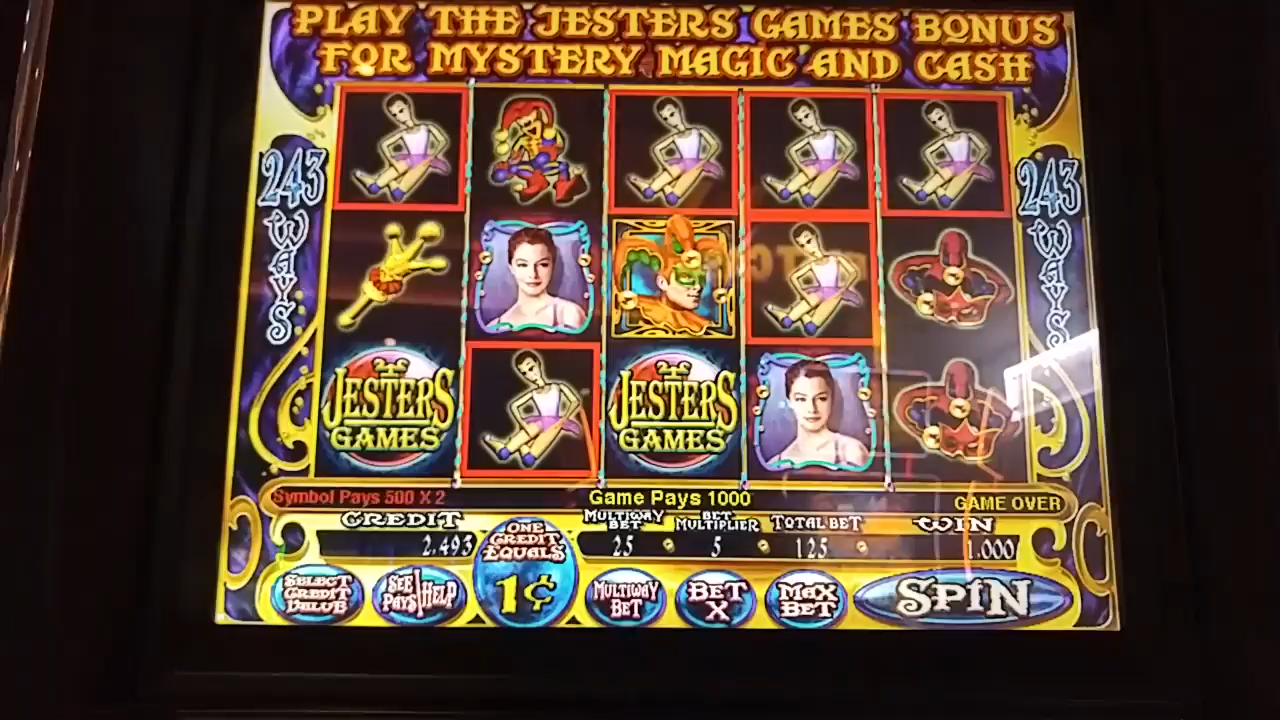 PLAY THE JESTERS GAMES BONUS
FOR MYSTERY MAGIC AND CASH
243
WAYS
243
WAYS
JESTERS
GAMES
JESTERS
GAMES
Symbol Pays 500 X 2
Game Pays 1000
GAME OVER
CREDIT
2,493
ONE
CREDIT
EQUALS
1¢
MULTIWAY
BET
25
BET
MULTIPLIER
5
TOTAL BET
125
WIN
1,000
SELECT
CREDIT
VALUE
SEE
PAYS/HELP
MULTIWAY
BET
BET
X
MAX
BET
SPIN